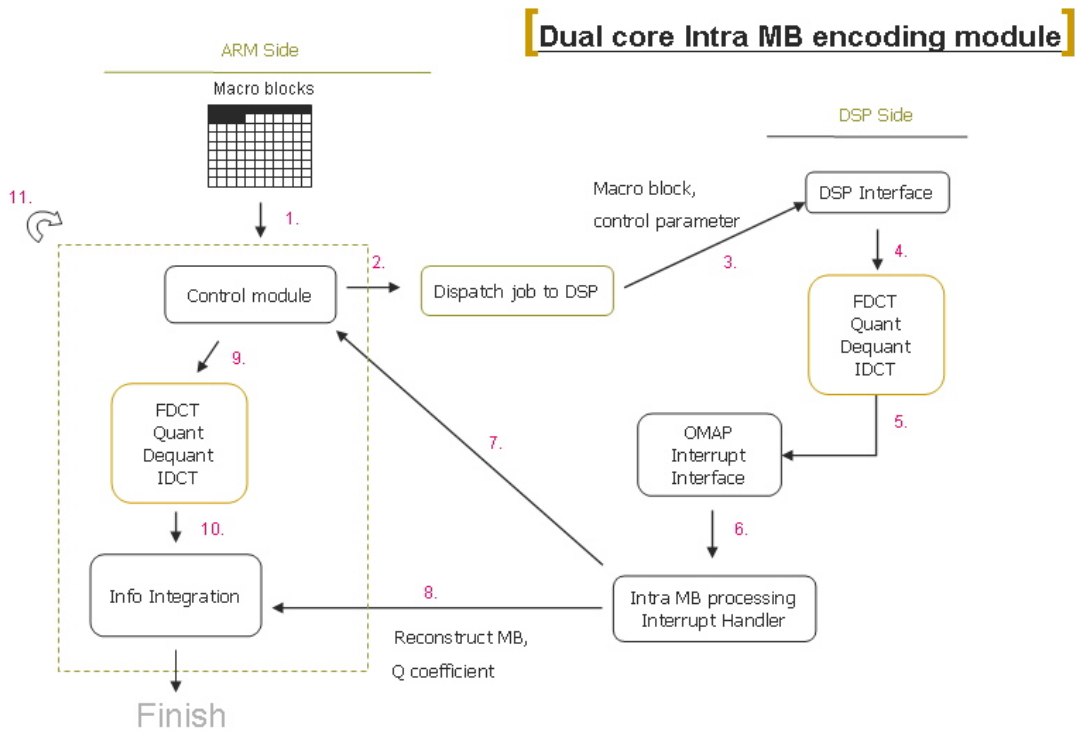 Dual core Intra MB encoding module
ARM Side
Macro blocks
DSP Side
11.
1.
Macro block,
control parameter
DSP Interface
2.
3.
4.
Control module
Dispatch job to DSP
FDCT
Quant
Dequant
IDCT
9.
FDCT
Quant
Dequant
IDCT
7.
5.
OMAP
Interrupt
Interface
10.
6.
Info Integration
8.
Intra MB processing
Interrupt Handler
Reconstruct MB,
Q coefficient
Finish